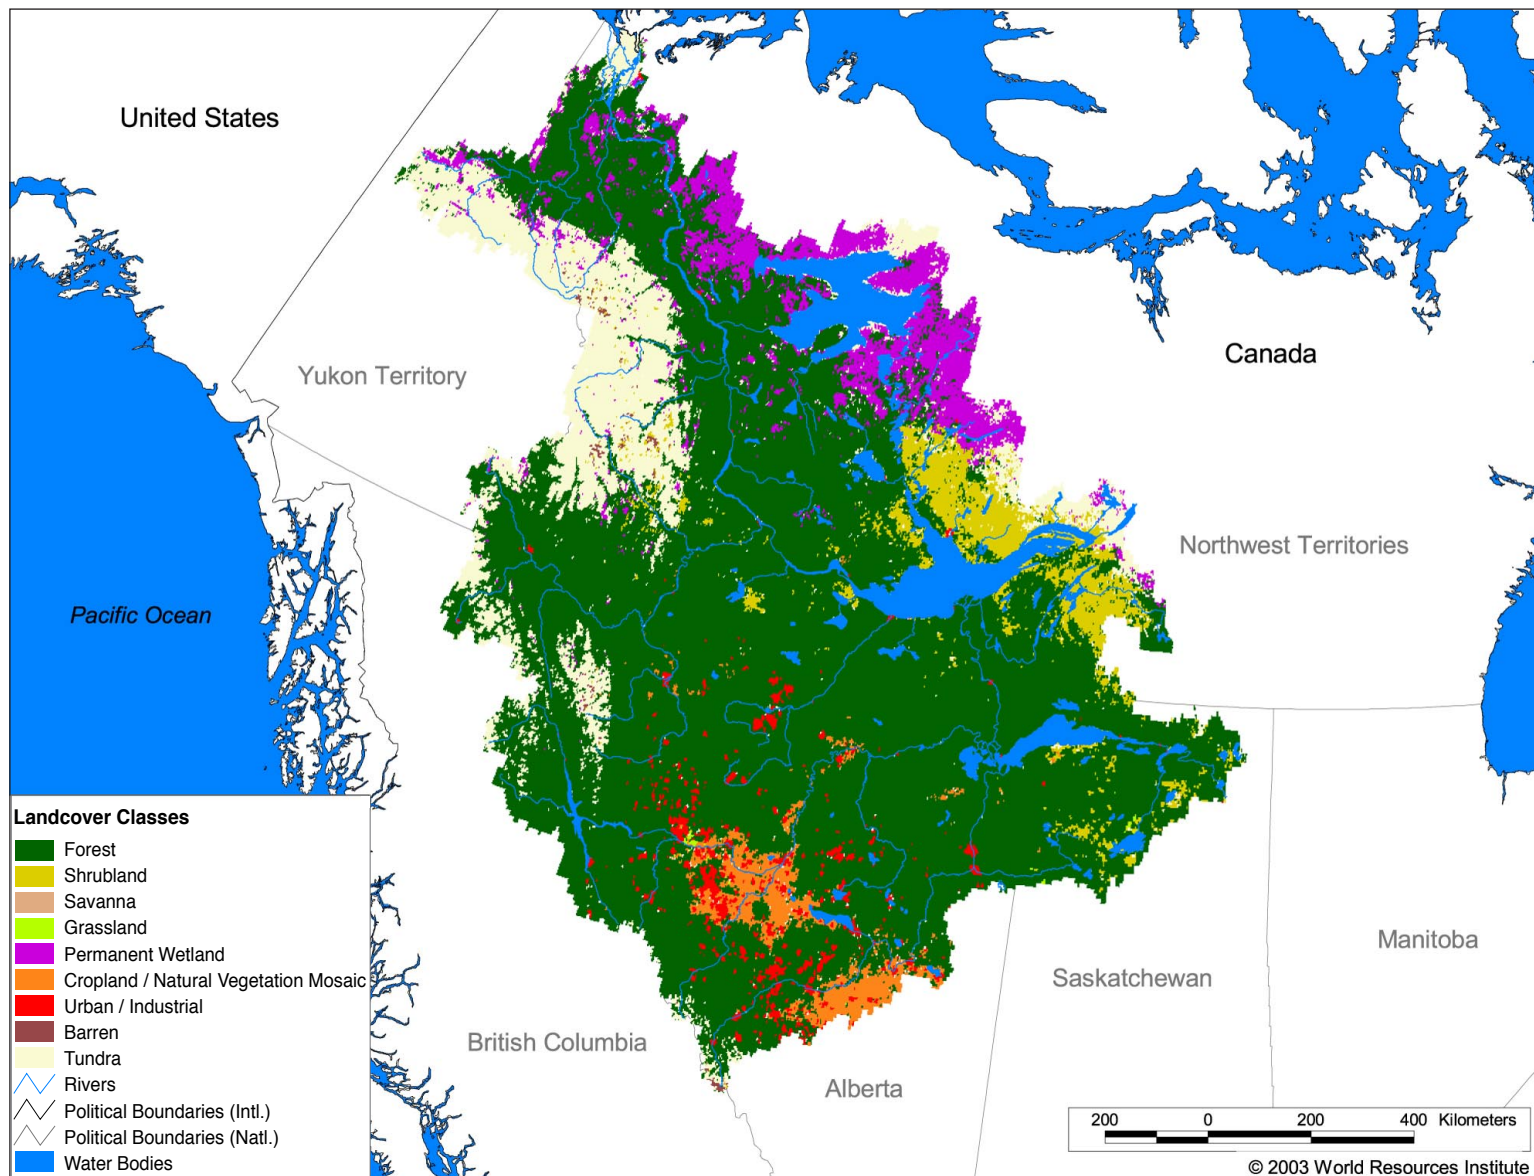 United States
Canada
Yukon Territory
Northwest Territories
Pacific Ocean
Landcover Classes
Forest
Shrubland
Savanna
Grassland
Permanent Wetland
Cropland / Natural Vegetation Mosaic
Urban / Industrial
Barren
Tundra
Rivers
Political Boundaries (Intl.)
Political Boundaries (Natl.)
Water Bodies
Manitoba
Saskatchewan
British Columbia
Alberta
200 0 200 400 Kilometers
© 2003 World Resources Institute